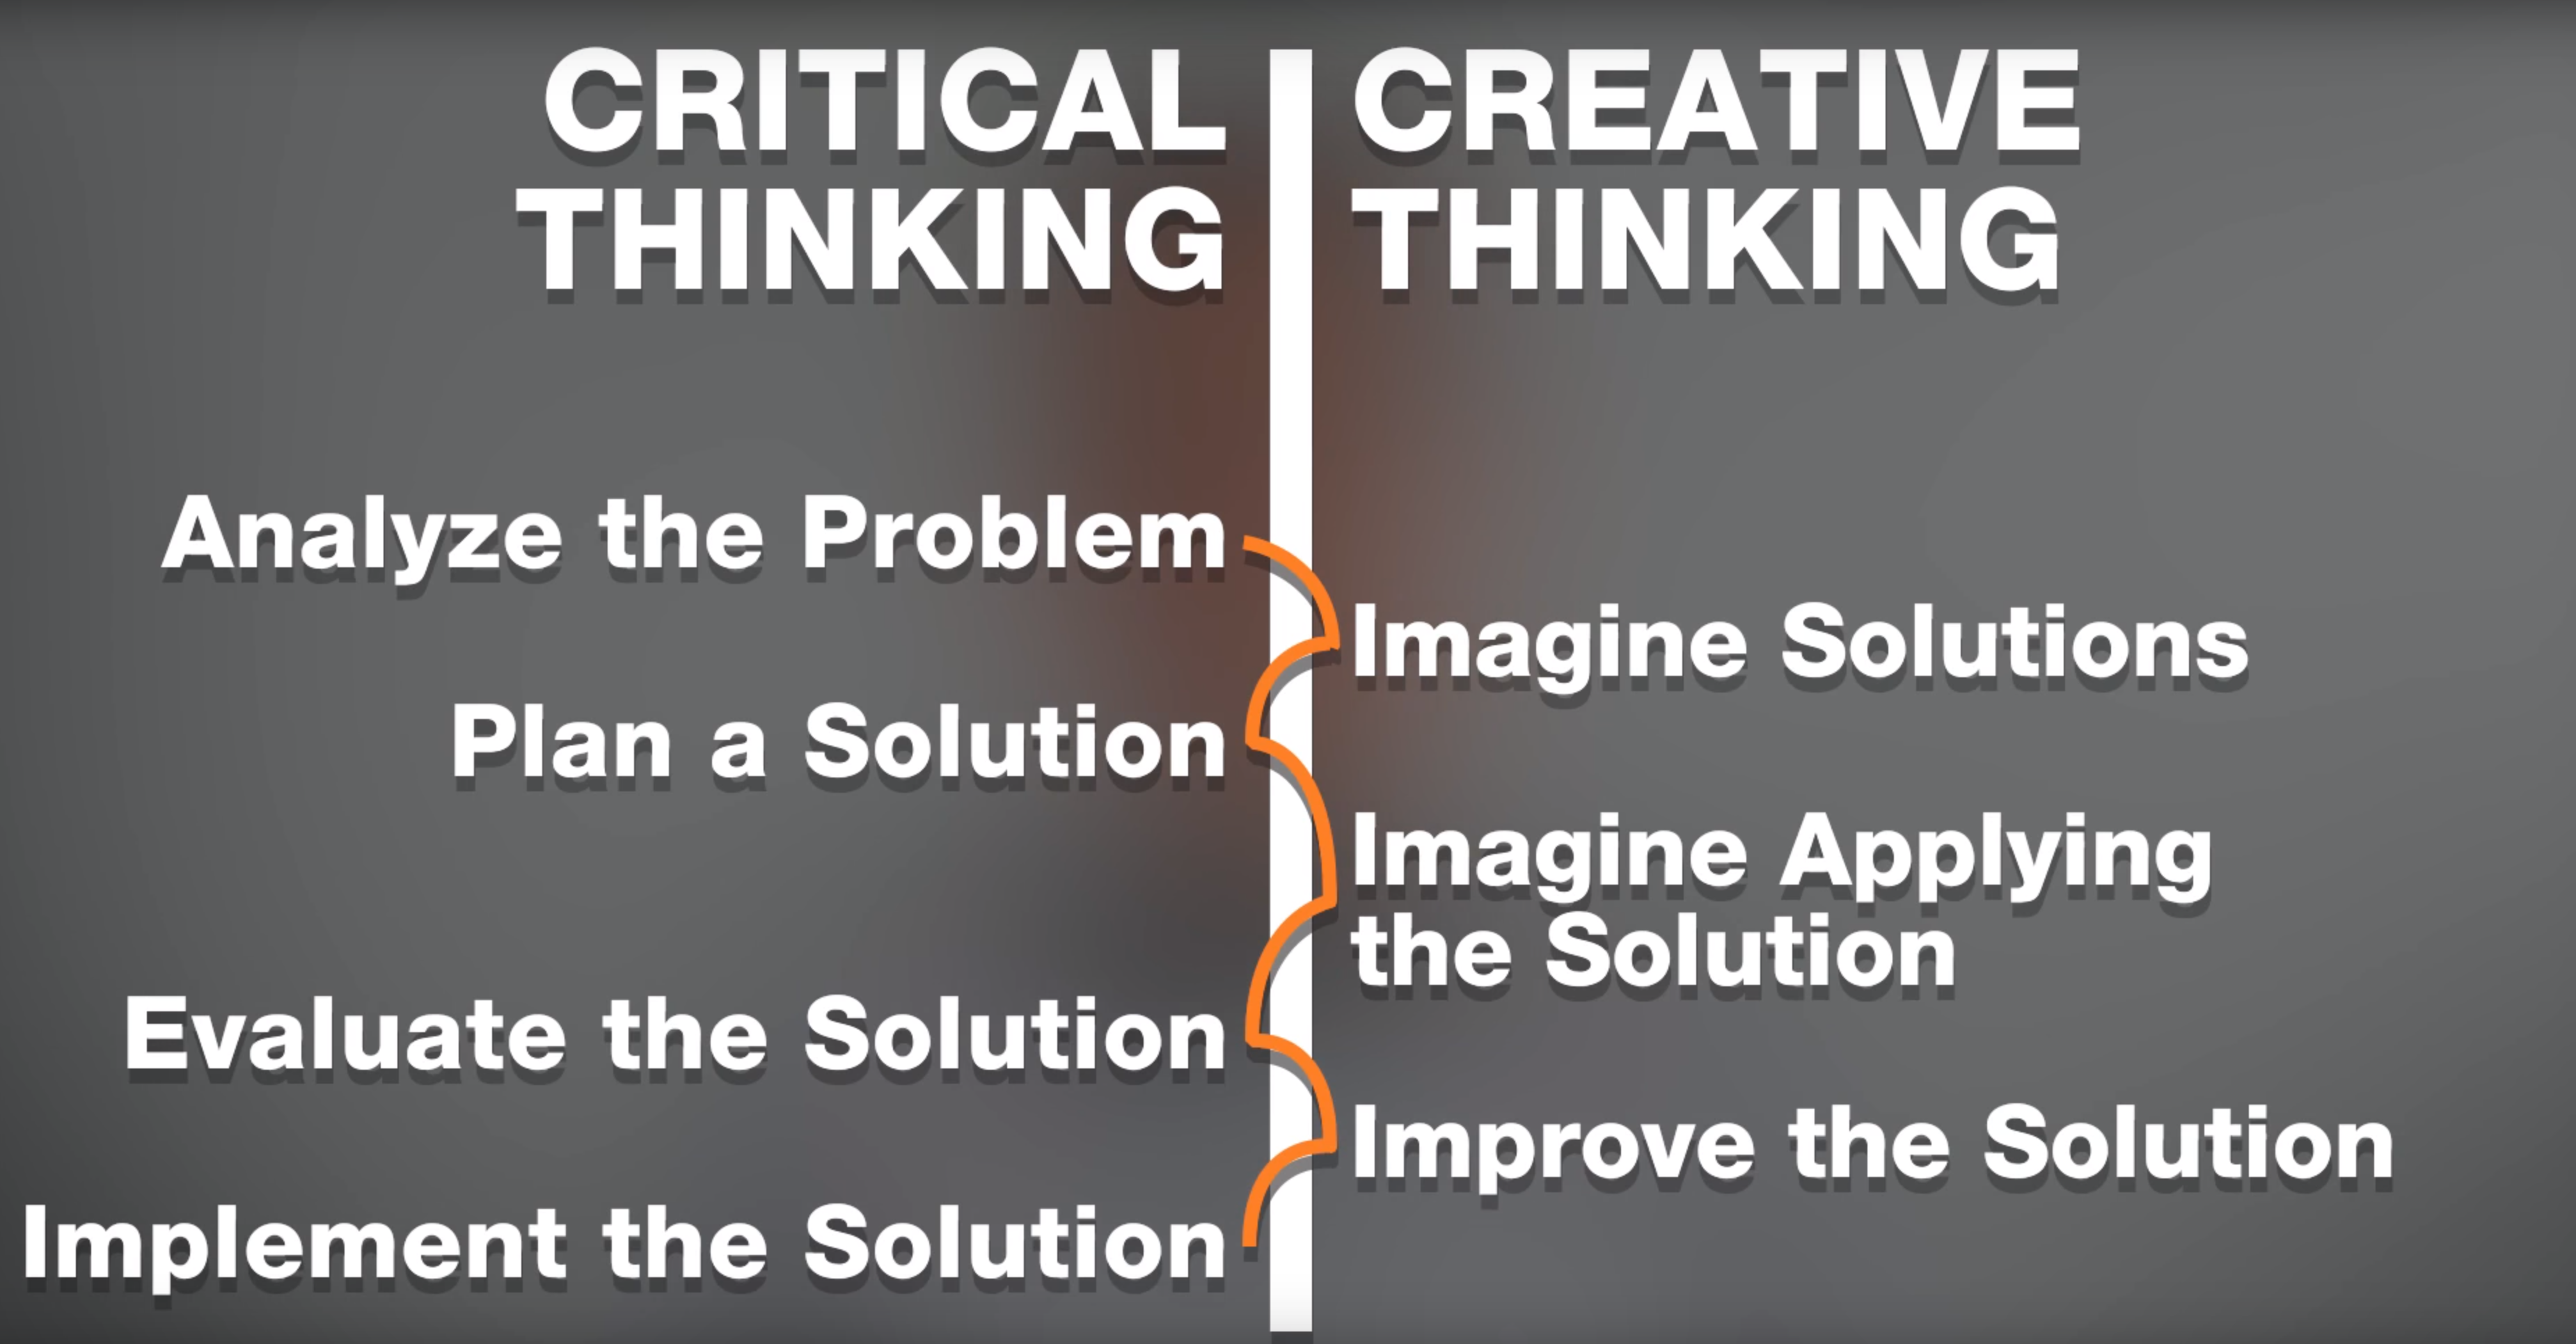 CRITICAL
THINKING
CREATIVE
THINKING
Analyze the Problem
Imagine Solutions
Plan a Solution
Imagine Applying
the Solution
Evaluate the Solution
Improve the Solution
Implement the Solution